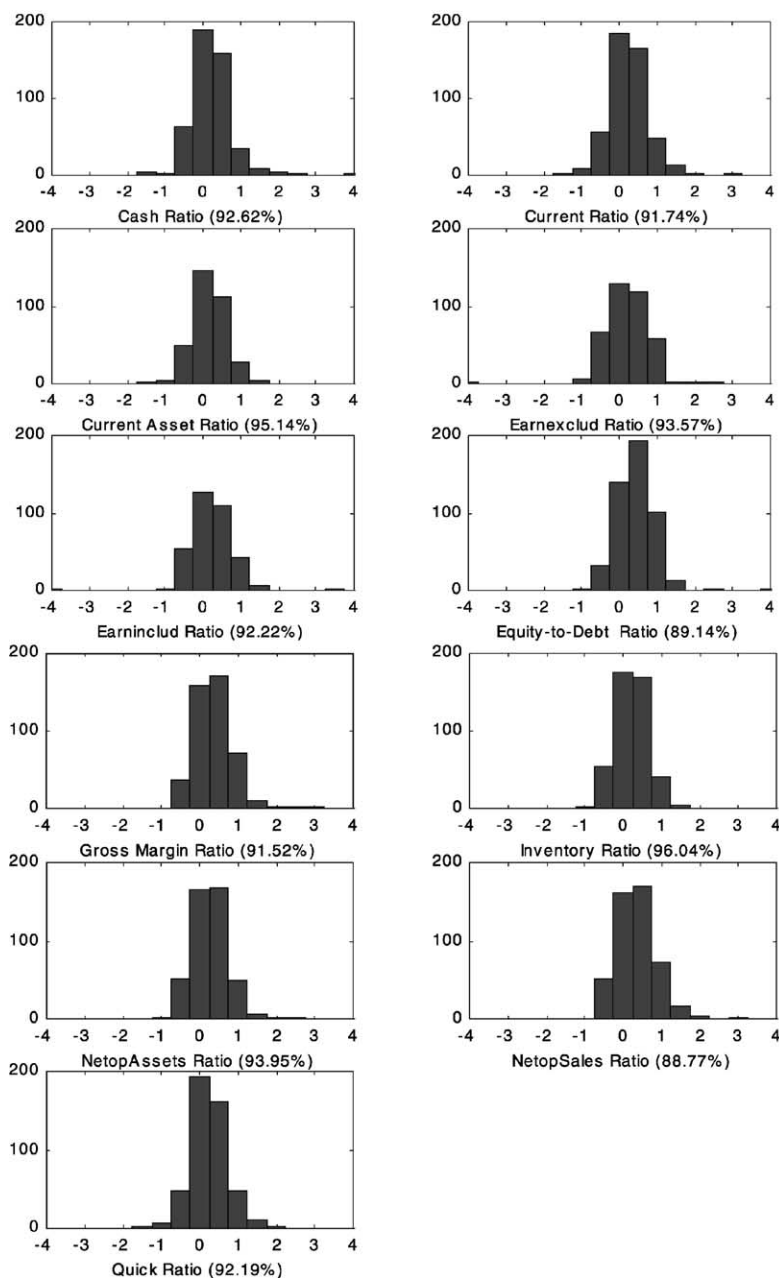 200
100
0
-4 -3 -2 -1 0 1 2 3 4
Cash Ratio (92.62%)
200
100
0
-4 -3 -2 -1 0 1 2 3 4
Current Ratio (91.74%)
200
100
0
-4 -3 -2 -1 0 1 2 3 4
Current Asset Ratio (95.14%)
200
100
0
-4 -2 -1 0 1 2 3 4
Earnexclud Ratio (93.57%)
200
100
0
-4 -3 -2 -1 0 1 2 3 4
Earninclud Ratio (92.22%)
200
100
0
-4 -3 -2 -1 0 1 2 3 4
Equity-to-Debt Ratio (89.14%)
200
100
0
-4 -3 -2 -1 0 1 2 3 4
Gross Margin Ratio (91.52%)
200
100
0
-4 -3 -2 -1 0 1 2 3 4
Inventory Ratio (96.04%)
200
100
0
-4 -3 -2 -1 0 1 2 3 4
NetopAssets Ratio (93.95%)
200
100
0
-4 -3 -2 -1 0 1 2 3 4
NetopSales Ratio (88.77%)
200
100
0
-4 -3 -2 -1 0 1 2 3 4
Quick Ratio (92.19%)